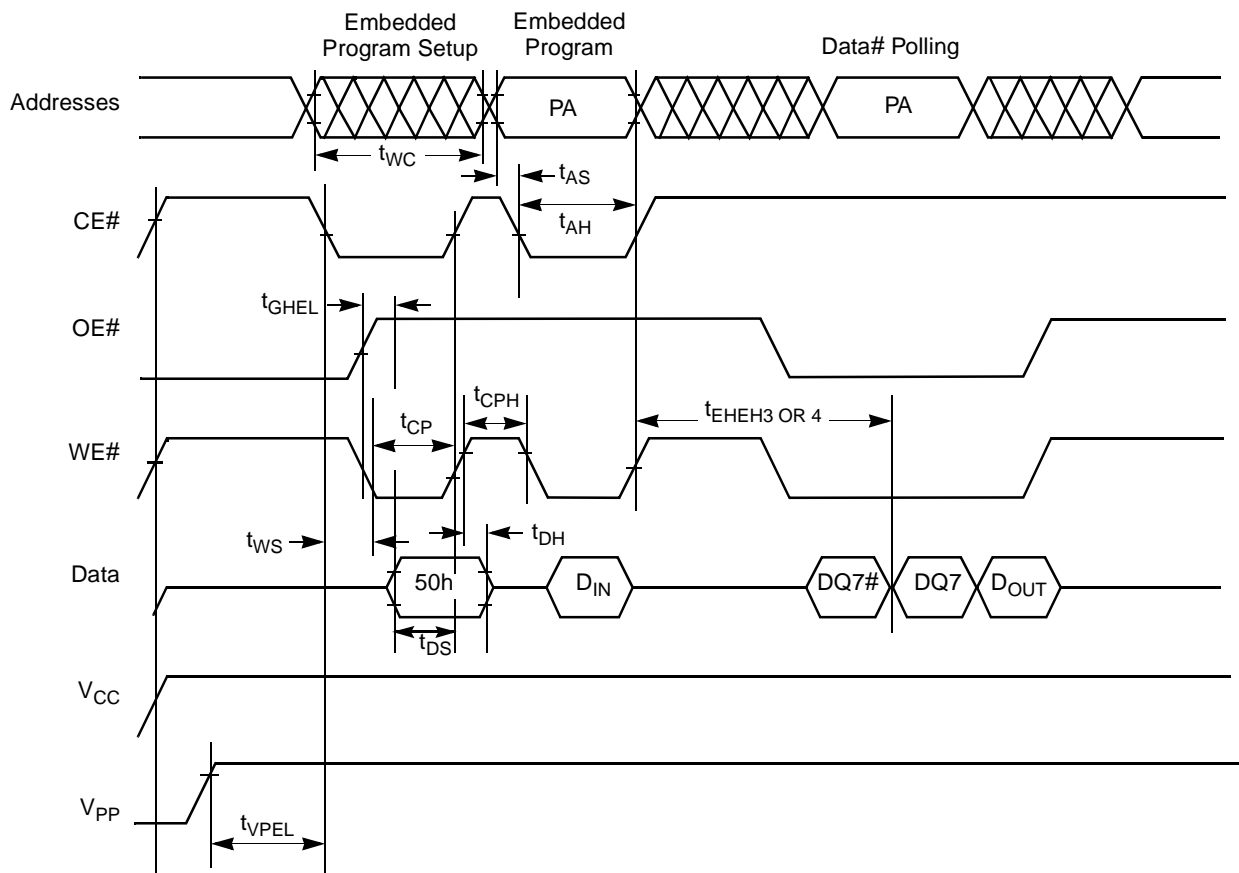 Embedded
Program Setup
Embedded
Program
Data# Polling
Addresses
PA
PA
tWC
tAS
CE#
tAH
tGHEL
OE#
tCPH
tCP
tEHEH3 OR 4
WE#
tWS
tDH
Data
50h
DIN
DQ7#
DQ7
DOUT
tDS
VCC
VPP
tVPEL